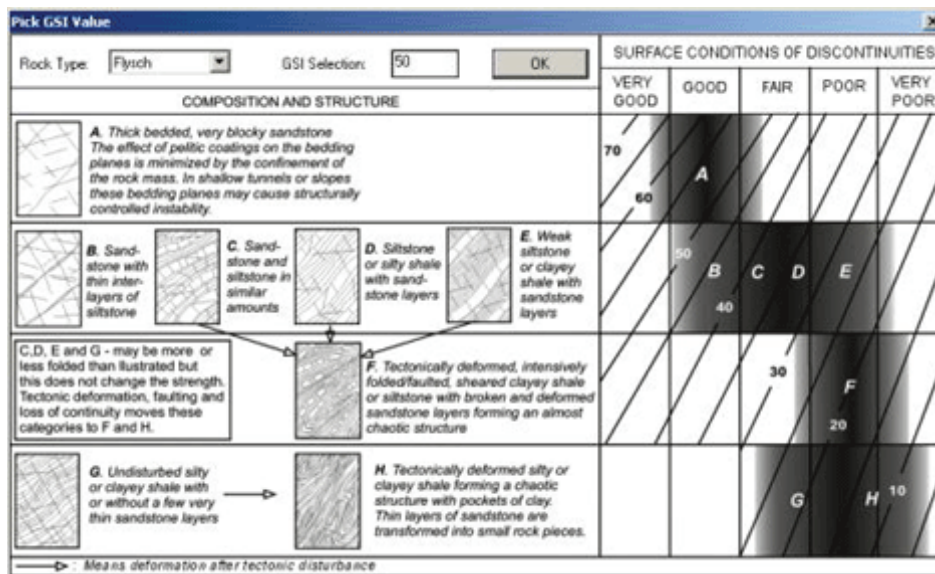 Pick GSI Value
Rock Type: Flysch GSI Selection: 50 OK
COMPOSITION AND STRUCTURE
A. Thick bedded, very blocky sandstone
The effect of pelitic coatings on the bedding
planes is minimized by the confinement of
the rock mass. In shallow tunnels or slopes
these bedding planes may cause structurally
controlled instability.
B. Sand-
stone with
thin inter-
layers of
siltstone
C. Sand-
stone and
siltstone in
similar
amounts
D. Siltstone
or silty shale
with sand-
stone layers
E. Weak
siltstone
or clayey
shale with
sandstone
layers
C,D, E and G - may be more or
less folded than llustrated but
this does not change the strength.
Tectonic deformation, faulting and
loss of continuity moves these
categories to F and H.
F. Tectonically deformed, intensively
folded/faulted, sheared clayey shale
or siltstone with broken and deformed
sandstone layers forming an almost
chaotic structure
G. Undisturbed silty
or clayey shale with
or without a few very
thin sandstone layers
H. Tectonically deformed silty or
clayey shale forming a chaotic
structure with pockets of clay.
Thin layers of sandstone are
transformed into small rock pieces.
: Means deformation after tectonic disturbance
SURFACE CONDITIONS OF DISCONTINUITIES
VERY
GOOD
GOOD
FAIR
POOR
VERY
POOR
70
A
60
50
B C D E
40
30
F
20
G H 10